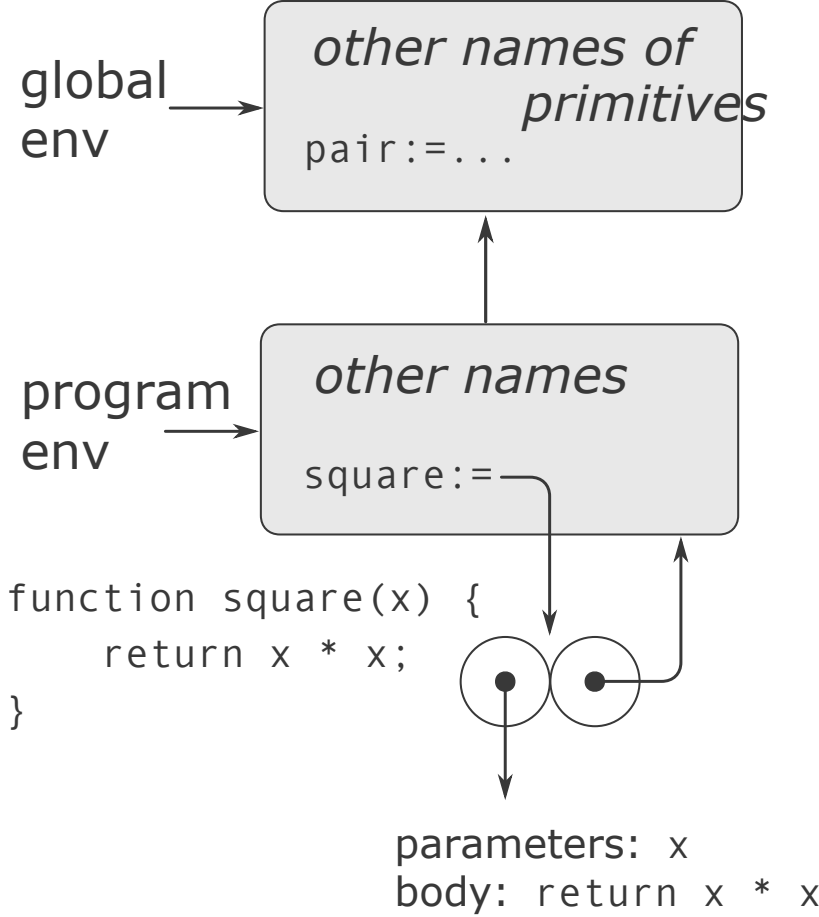 global
env
other names of
primitives
pair:=...
program
env
other names
square:=
function square(x) {
    return x * x;
}
parameters: x
body: return x * x